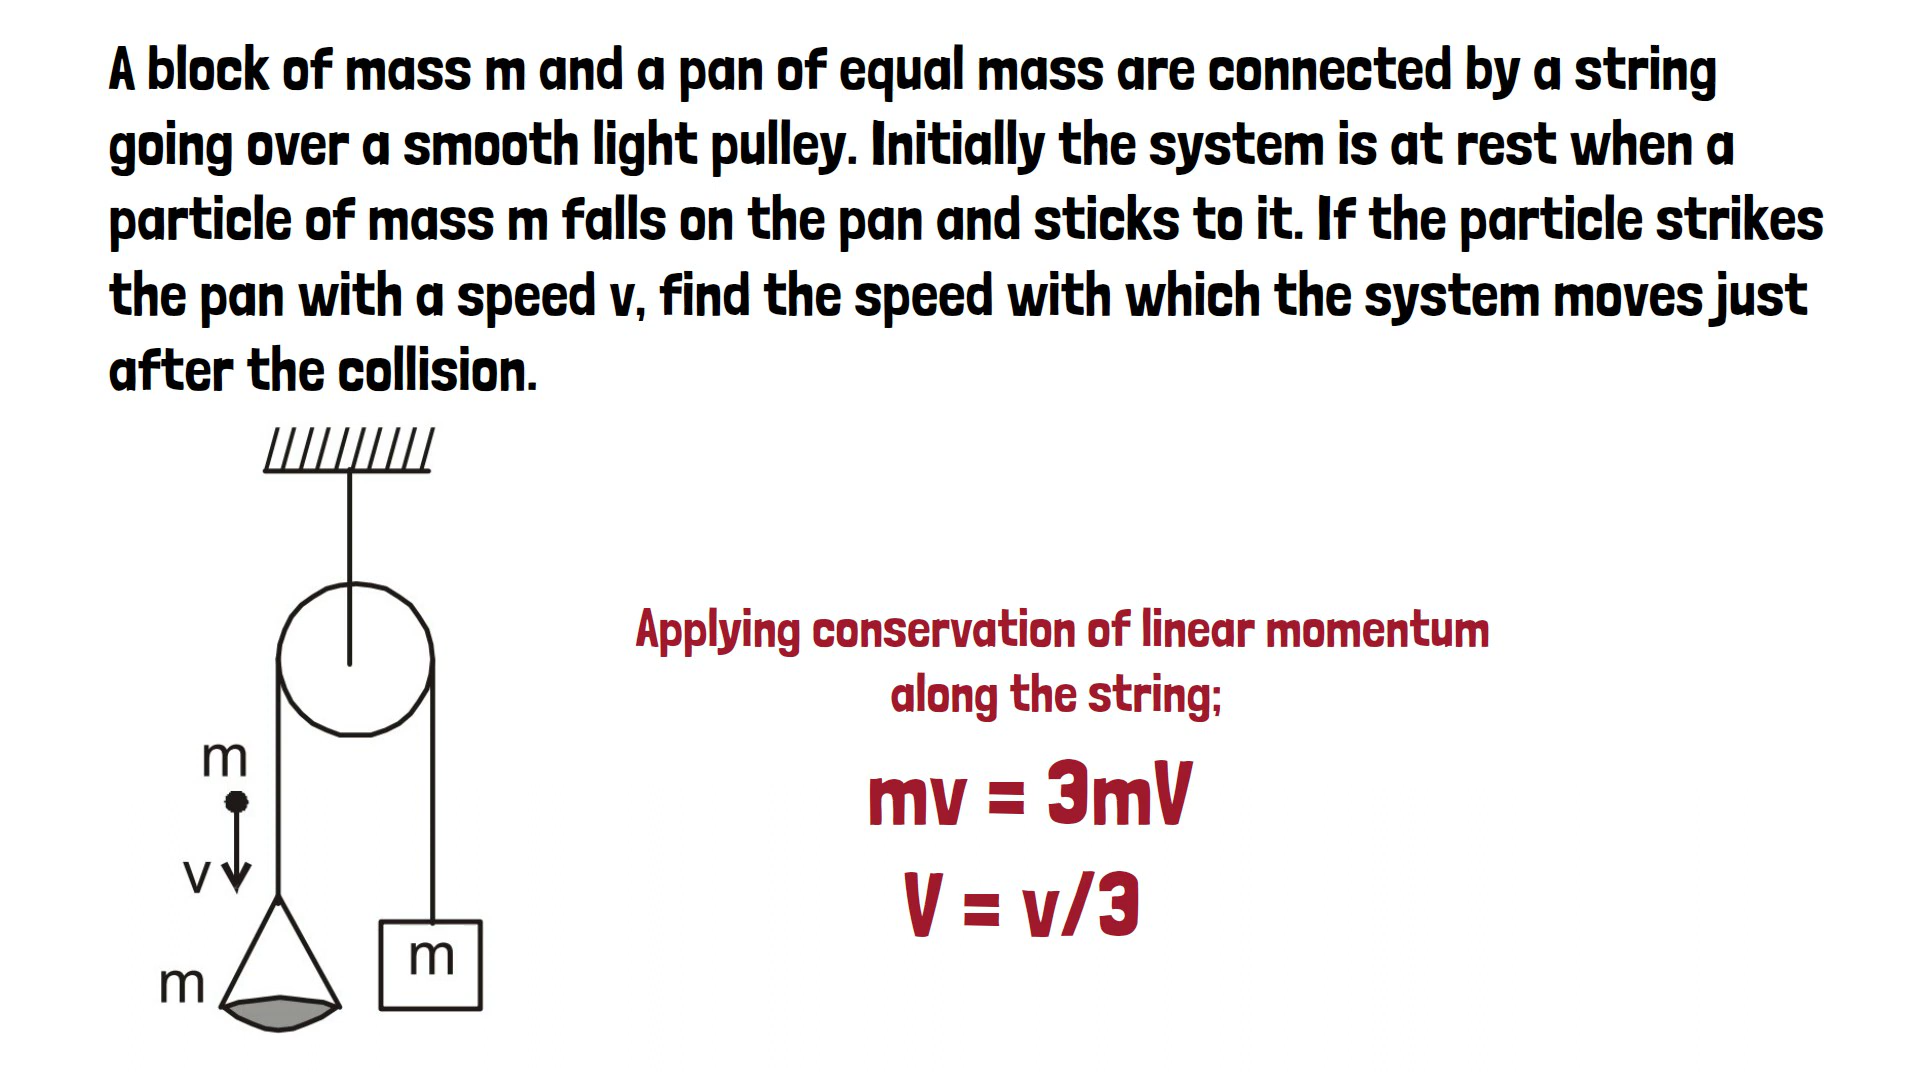 A block of mass m and a pan of equal mass are connected by a string
going over a smooth light pulley. Initially the system is at rest when a
particle of mass m falls on the pan and sticks to it. If the particle strikes
the pan with a speed v, find the speed with which the system moves just
after the collision.
Applying conservation of linear momentum
along the string;
mv = 3mV
V = v/3
m
v
m
m